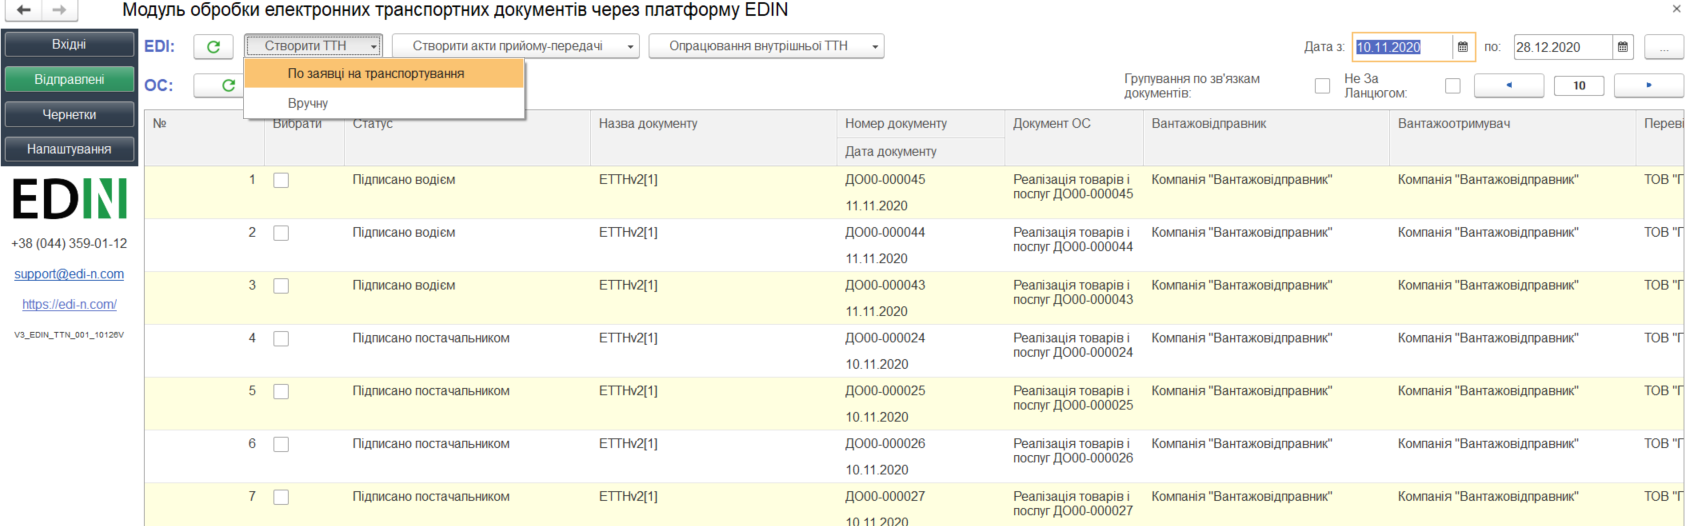 Модуль обробки електронних транспортних документів через платформу EDIN
Вхідні
Відправлені
Чернетки
Налаштування
EDIN
+38 (044) 359-01-12
support@edi-n.com
https://edi-n.com/
V3_EDIN_TTN_001_10126V
EDI: Створити ТТН Створити акти прийому-передачі Опрацювання внутрішньої ТТН Дата з: 10.11.2020 по: 28.12.2020 ...
По заявці на транспортування
Вручну
ОС: Групування по зв'язкам документів: Не За Ланцюгом: 10
№ Вибрати Статус Назва документу Номер документу Документ ОС Вантажовідправник Вантажоотримувач Переві
Дата документу
1 Підписано водієм ЕТТНv2[1] ДО00-000045 Реалізація товарів і послуг ДО00-000045 Компанія "Вантажовідправник" Компанія "Вантажовідправник" ТОВ "Г
11.11.2020
2 Підписано водієм ЕТТНv2[1] ДО00-000044 Реалізація товарів і послуг ДО00-000044 Компанія "Вантажовідправник" Компанія "Вантажовідправник" ТОВ "Г
11.11.2020
3 Підписано водієм ЕТТНv2[1] ДО00-000043 Реалізація товарів і послуг ДО00-000043 Компанія "Вантажовідправник" Компанія "Вантажовідправник" ТОВ "Г
11.11.2020
4 Підписано постачальником ЕТТНv2[1] ДО00-000024 Реалізація товарів і послуг ДО00-000024 Компанія "Вантажовідправник" Компанія "Вантажовідправник" ТОВ "Г
10.11.2020
5 Підписано постачальником ЕТТНv2[1] ДО00-000025 Реалізація товарів і послуг ДО00-000025 Компанія "Вантажовідправник" Компанія "Вантажовідправник" ТОВ "Г
10.11.2020
6 Підписано постачальником ЕТТНv2[1] ДО00-000026 Реалізація товарів і послуг ДО00-000026 Компанія "Вантажовідправник" Компанія "Вантажовідправник" ТОВ "Г
10.11.2020
7 Підписано постачальником ЕТТНv2[1] ДО00-000027 Реалізація товарів і послуг ДО00-000027 Компанія "Вантажовідправник" Компанія "Вантажовідправник" ТОВ "Г
10.11.2020